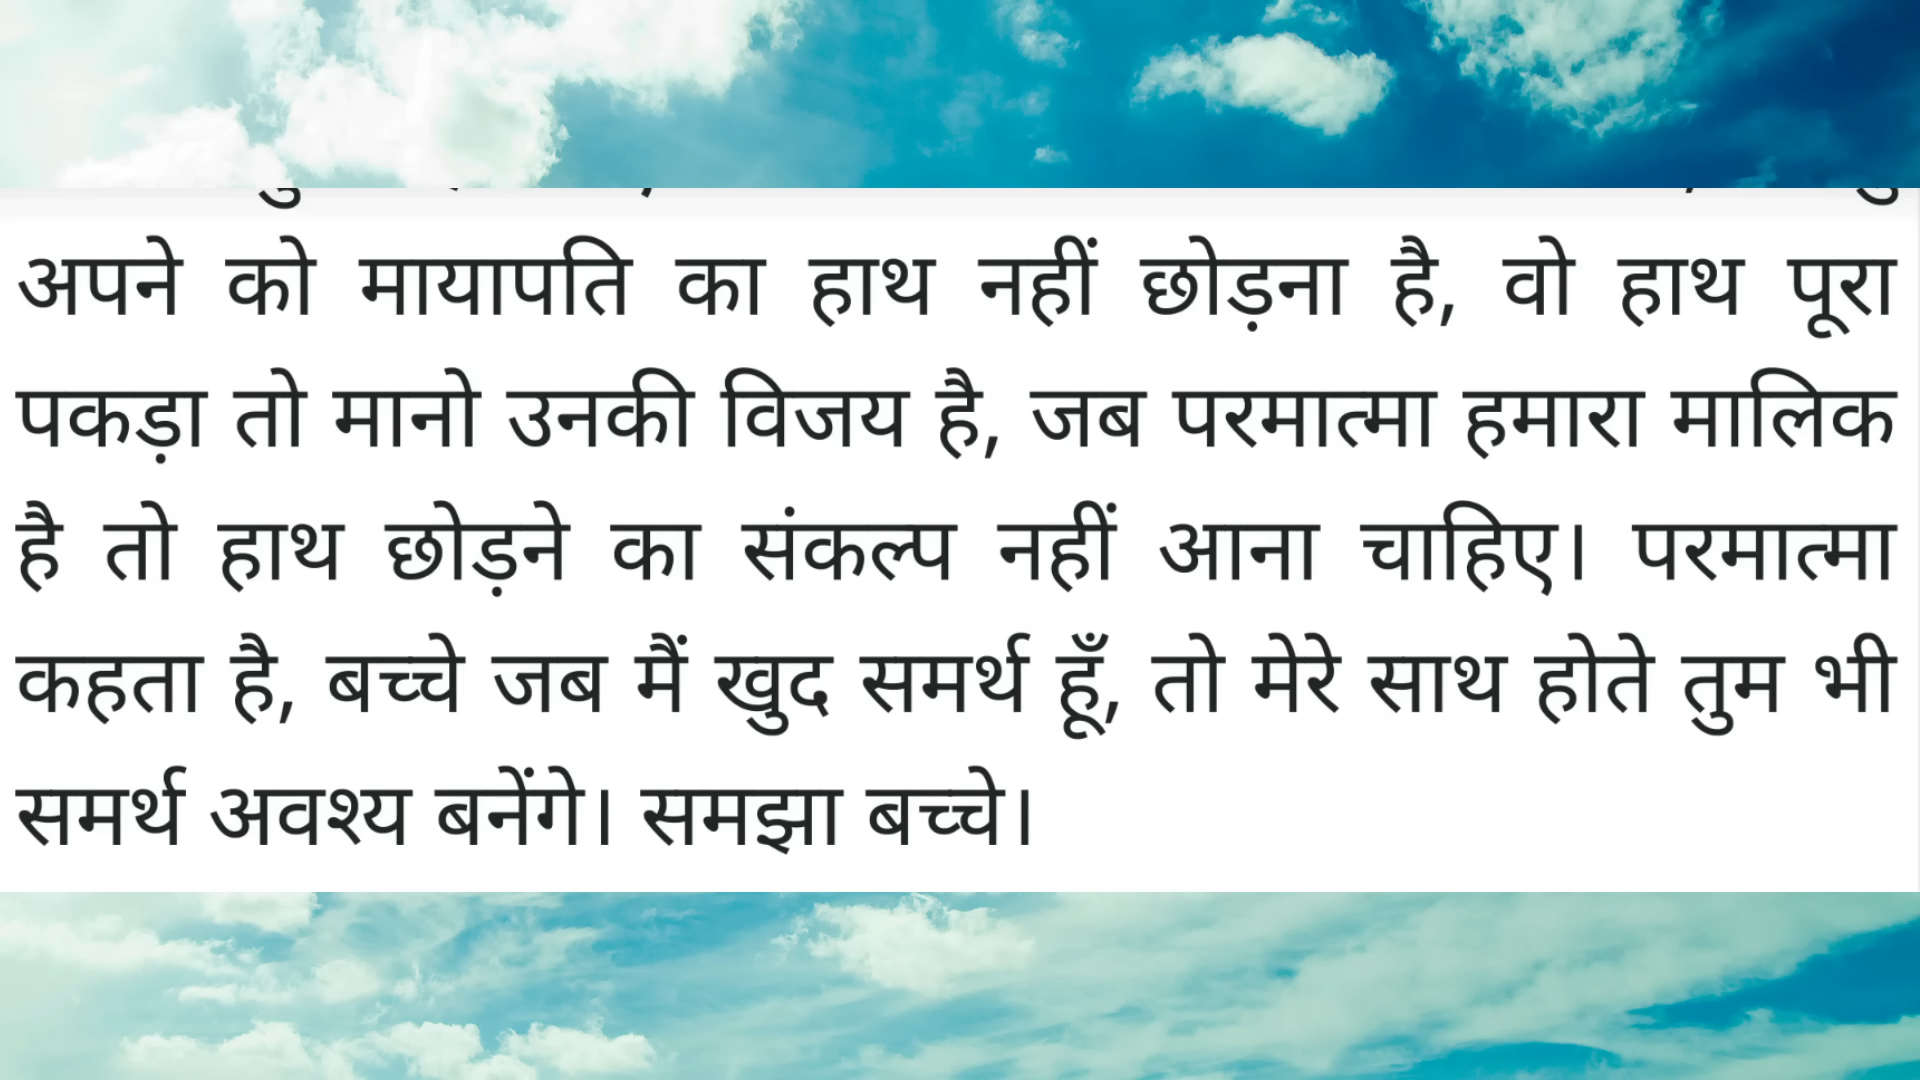 अपने को मायापति का हाथ नहीं छोड़ना है, वो हाथ पूरा
पकड़ा तो मानो उनकी विजय है, जब परमात्मा हमारा मालिक
है तो हाथ छोड़ने का संकल्प नहीं आना चाहिए। परमात्मा
कहता है, बच्चे जब मैं खुद समर्थ हूँ, तो मेरे साथ होते तुम भी
समर्थ अवश्य बनेंगे। समझा बच्चे।